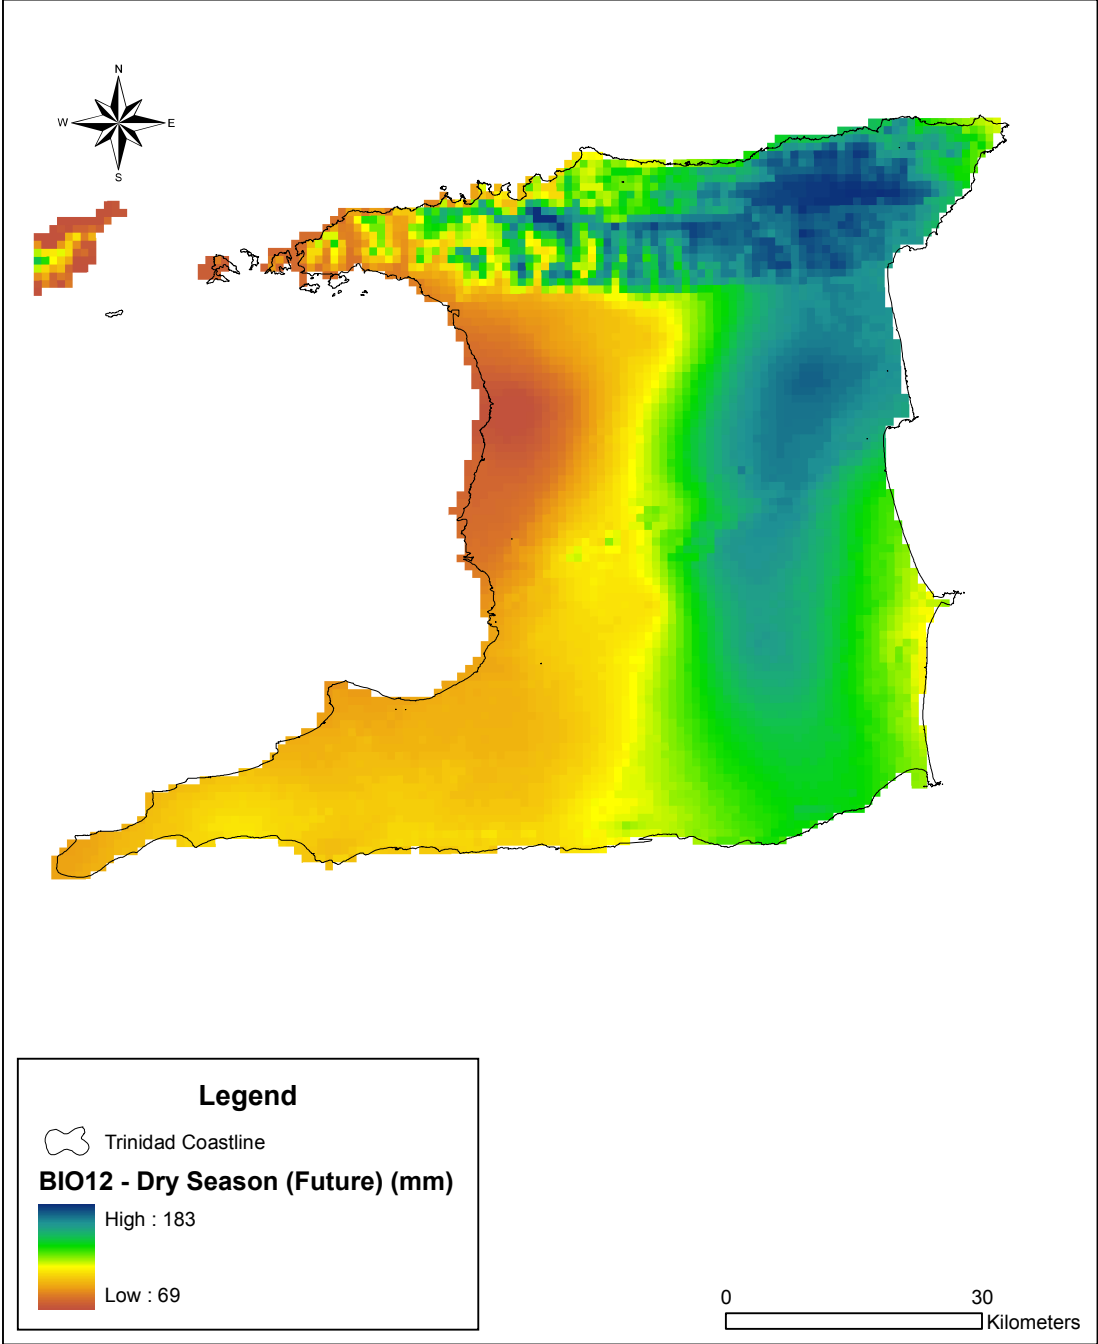 N
W E
S
Legend
Trinidad Coastline
BIO12 - Dry Season (Future) (mm)
High : 183
Low : 69
0 30
Kilometers